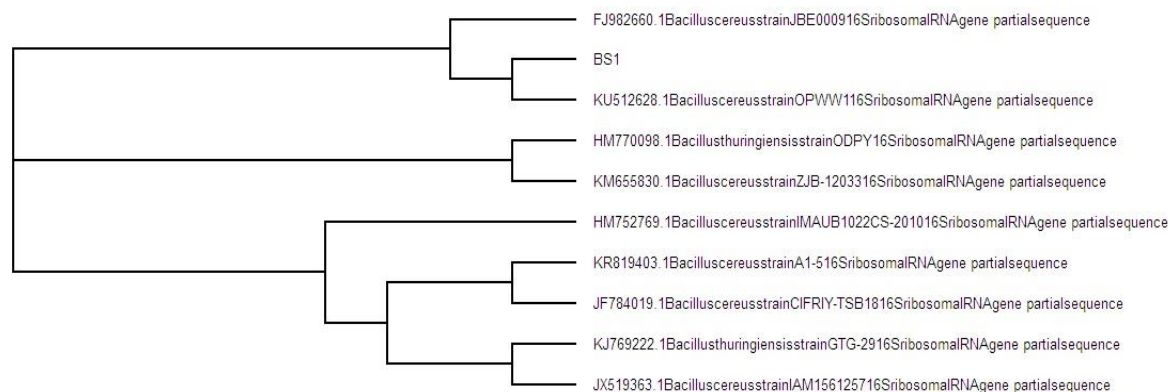 FJ982660.1BacilluscereusstrainJBE000916SribosomalRNAgene partialsequence
BS1
KU512628.1BacilluscereusstrainOPWW116SribosomalRNAgene partialsequence
HM770098.1BacillusthuringiensisstrainODPY16SribosomalRNAgene partialsequence
KM655830.1BacilluscereusstrainZJB-1203316SribosomalRNAgene partialsequence
HM752769.1BacilluscereusstrainIMAUB1022CS-201016SribosomalRNAgene partialsequence
KR819403.1BacilluscereusstrainA1-516SribosomalRNAgene partialsequence
JF784019.1BacilluscereusstrainCIFRIY-TSB1816SribosomalRNAgene partialsequence
KJ769222.1BacillusthuringiensisstrainGTG-2916SribosomalRNAgene partialsequence
JX519363.1BacilluscereusstrainIAM156125716SribosomalRNAgene partialsequence